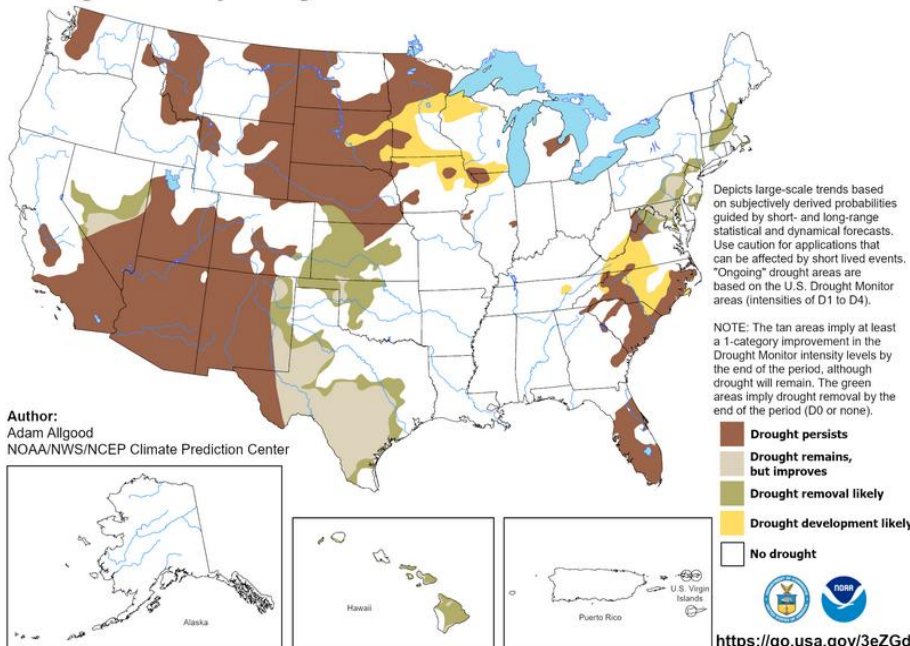 Depicts large-scale trends based
on subjectively derived probabilities
guided by short- and long-range
statistical and dynamical forecasts.
Use caution for applications that
can be affected by short lived events.
"Ongoing" drought areas are
based on the U.S. Drought Monitor
areas (intensities of D1 to D4).
NOTE: The tan areas imply at least
a 1-category improvement in the
Drought Monitor intensity levels by
the end of the period, although
drought will remain. The green
areas imply drought removal by the
end of the period (D0 or none).
Author:
Adam Allgood
NOAA/NWS/NCEP Climate Prediction Center
Drought persists
Drought remains,
but improves
Drought removal likely
Drought development likely
No drought
Alaska
Hawaii
Puerto Rico
U.S. Virgin
Islands
NOAA
https://go.usa.gov/3eZGd